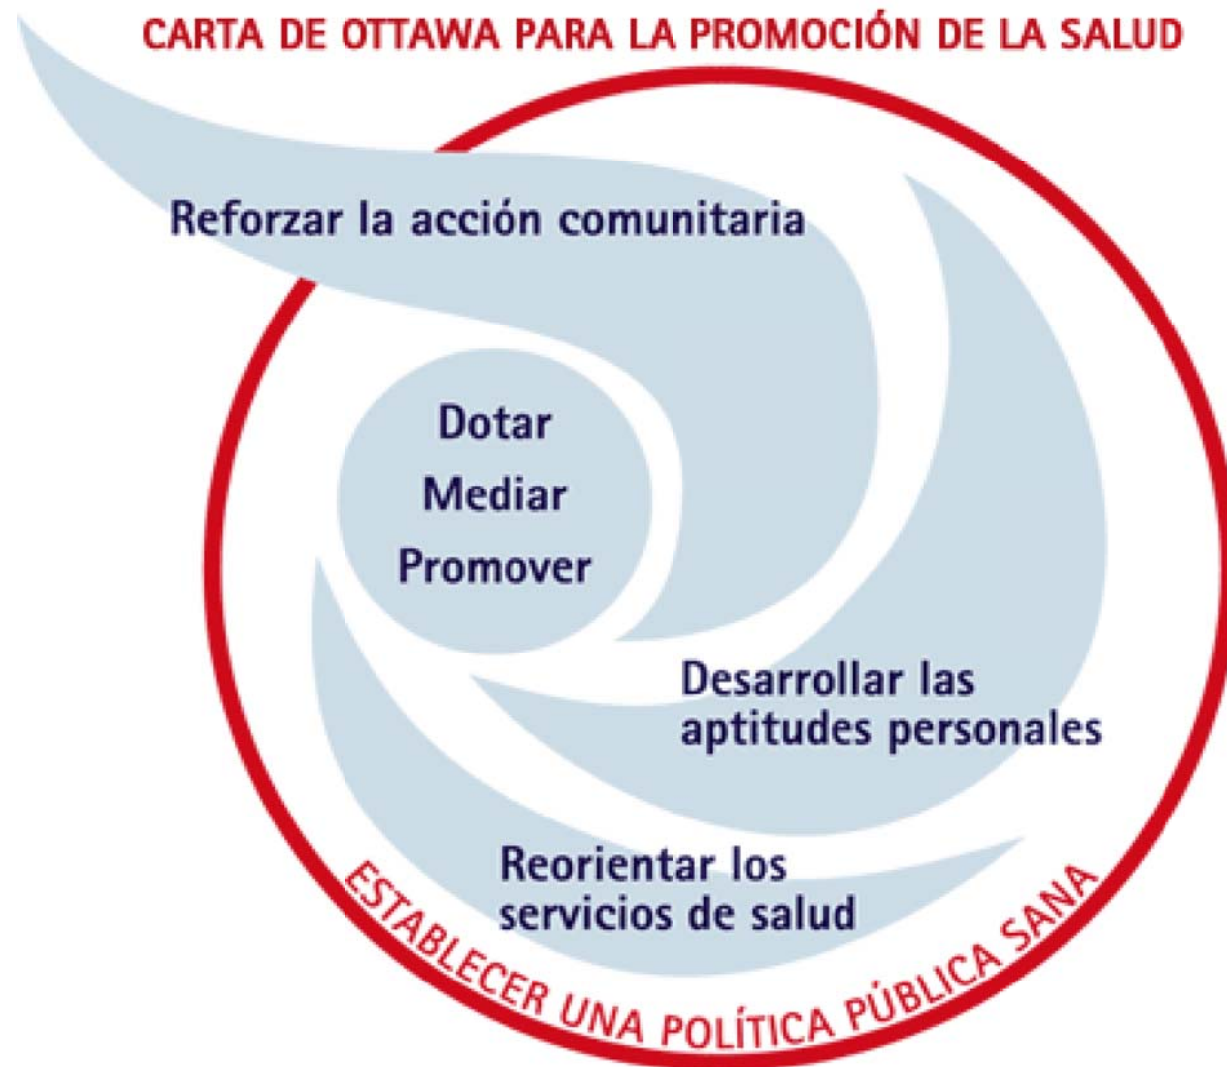 CARTA DE OTTAWA PARA LA PROMOCIÓN DE LA SALUD
Reforzar la acción comunitaria
Dotar
Mediar
Promover
Desarrollar las
aptitudes personales
Reorientar los
servicios de salud
ESTABLECER UNA POLÍTICA PÚBLICA SANA